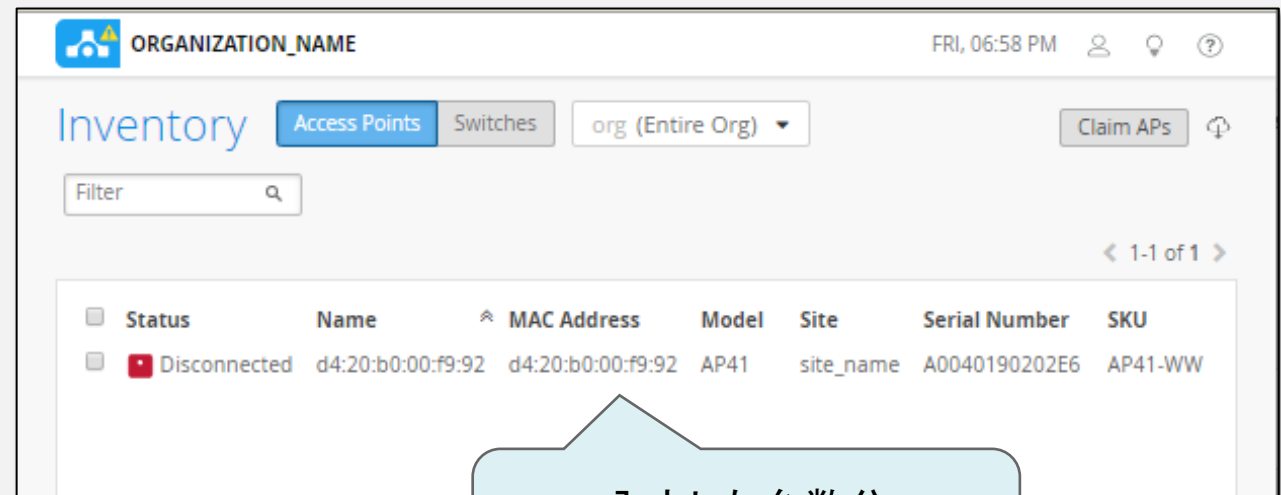 ORGANIZATION_NAME
FRI, 06:58 PM
Inventory Access Points Switches org (Entire Org) Claim APs
Filter
< 1-1 of 1 >
Status Name MAC Address Model Site Serial Number SKU
Disconnected d4:20:b0:00:f9:92 d4:20:b0:00:f9:92 AP41 site_name A0040190202E6 AP41-WW